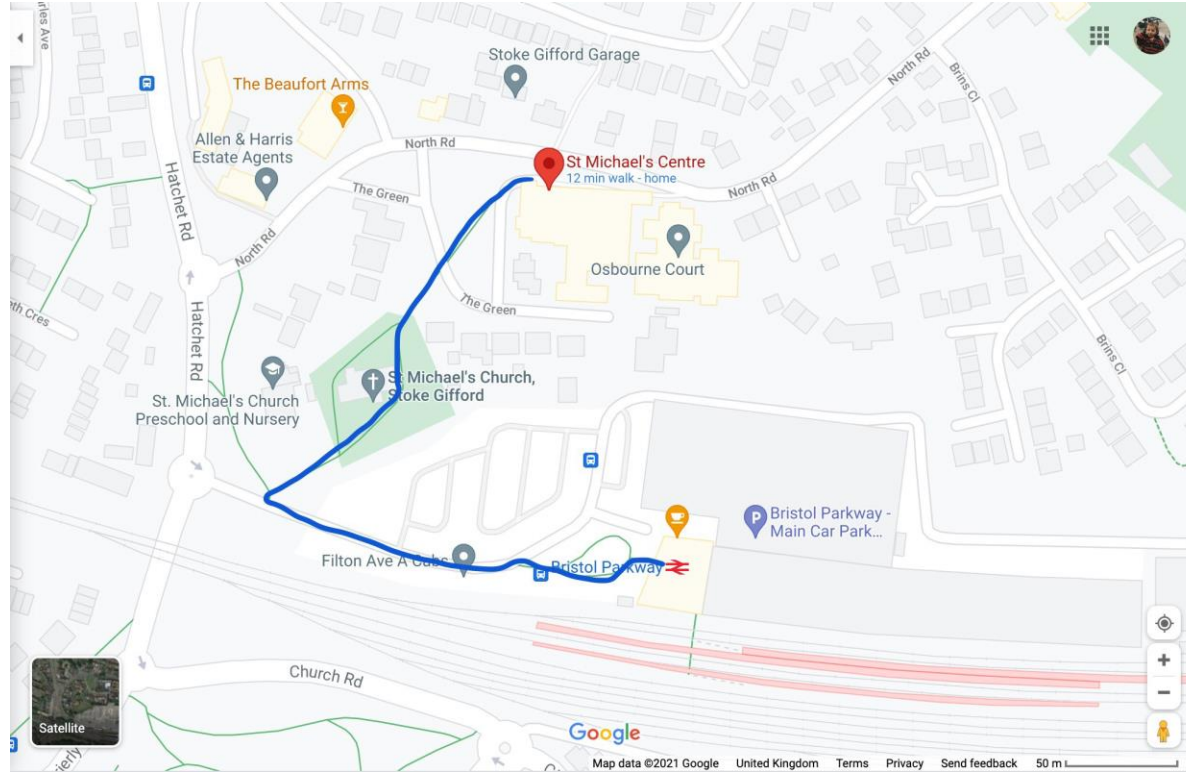 Stoke Gifford Garage
The Beaufort Arms
North Rd
Brins Cl
Allen & Harris
Estate Agents
North Rd
St Michael's Centre
12 min walk - home
Hatchet Rd
The Green
North Rd
North Rd
Osbourne Court
Hatchet Rd
The Green
Brins Cl
St Michael's Church,
Stoke Gifford
St. Michael's Church
Preschool and Nursery
P
Bristol Parkway -
Main Car Park...
Filton Ave A Cubs
Bristol Parkway
Church Rd
Satellite
Google
Map data ©2021 Google United Kingdom Terms Privacy Send feedback 50 m